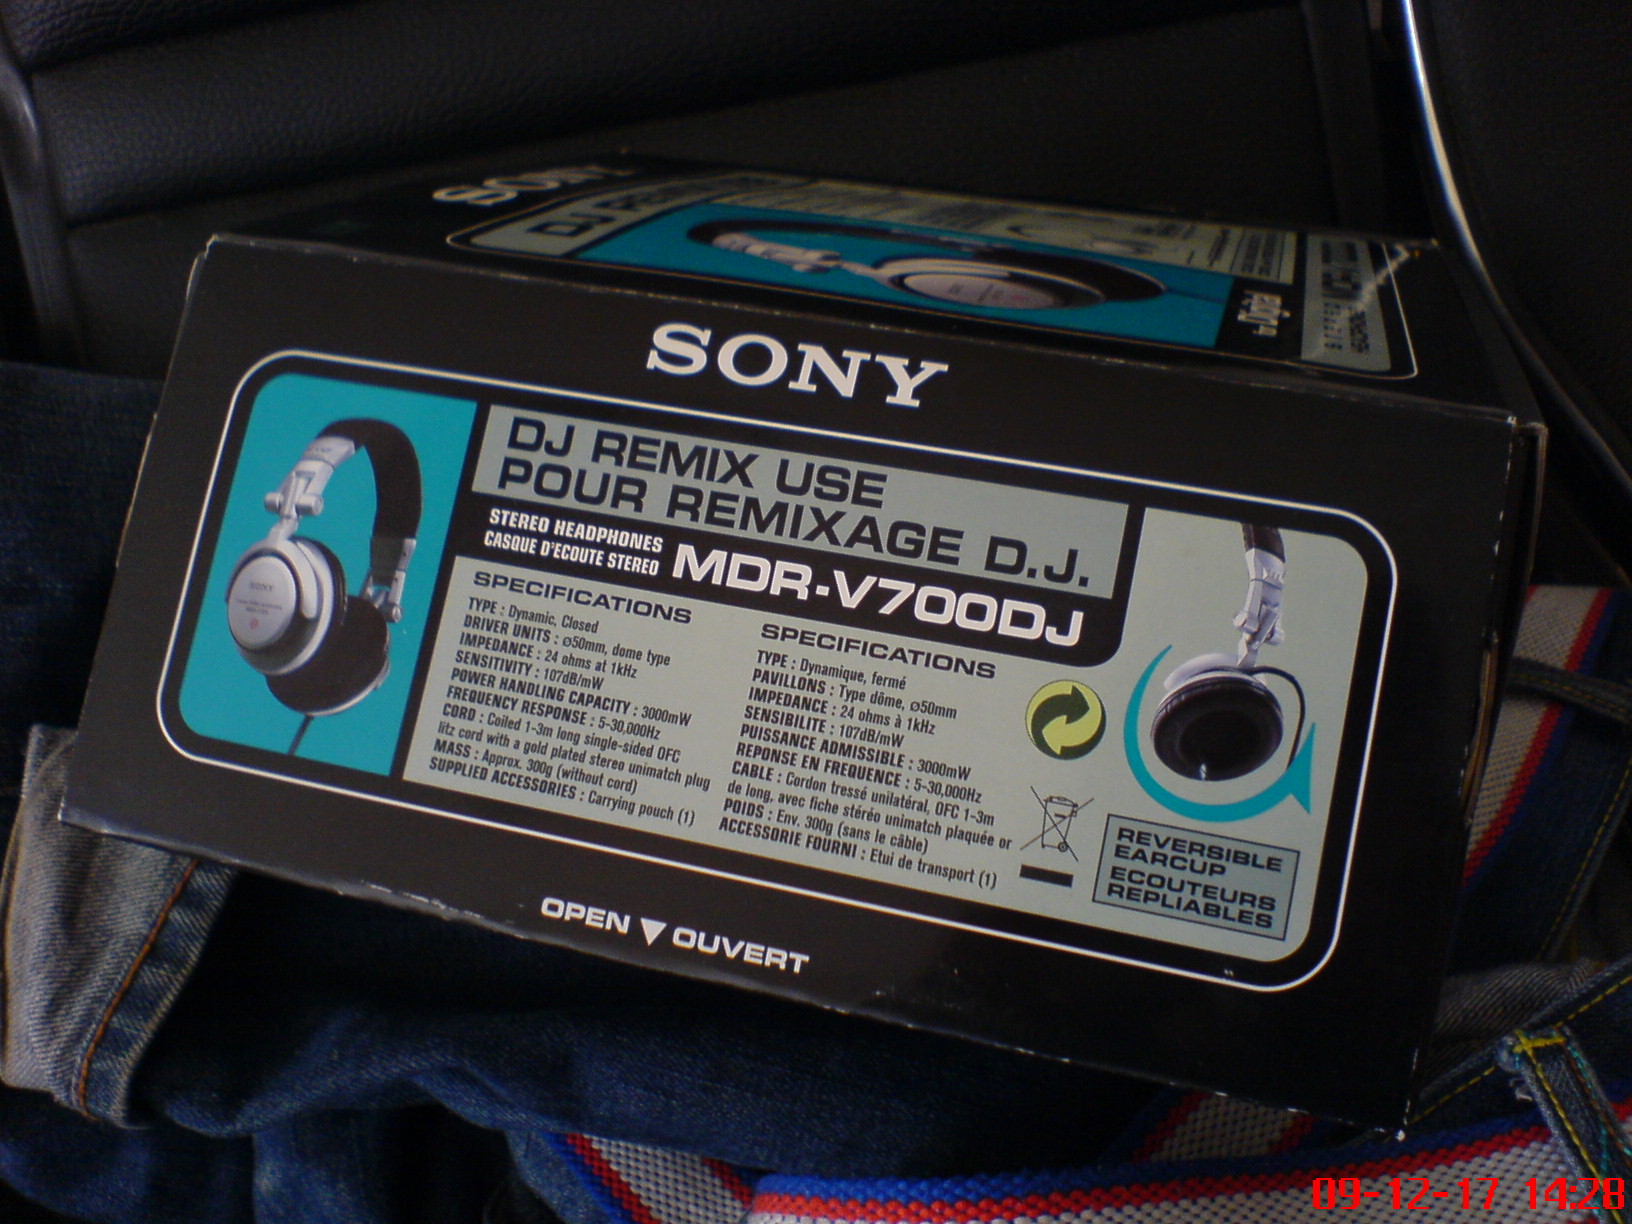 SONY
DJ
SONY
DJ REMIX USE
POUR REMIXAGE D.J.
STEREO HEADPHONES
CASQUE D'ECOUTE STEREO
MDR-V700DJ
SONY
SPECIFICATIONS
TYPE : Dynamic, Closed
DRIVER UNITS : ø50mm, dome type
IMPEDANCE : 24 ohms at 1kHz
SENSITIVITY : 107dB/mW
POWER HANDLING CAPACITY : 3000mW
FREQUENCY RESPONSE : 5-30,000Hz
CORD : Coiled 1-3m long single-sided OFC
litz cord with a gold plated stereo unimatch plug
MASS : Approx. 300g (without cord)
SUPPLIED ACCESSORIES : Carrying pouch (1)
SPECIFICATIONS
TYPE : Dynamique, fermé
PAVILLONS : Type dôme, ø50mm
IMPEDANCE : 24 ohms à 1kHz
SENSIBILITE : 107dB/mW
PUISSANCE ADMISSIBLE : 3000mW
REPONSE EN FREQUENCE : 5-30,000Hz
CABLE : Cordon tressé unilatéral, OFC 1-3m
de long, avec fiche stéréo unimatch plaquée or
POIDS : Env. 300g (sans le câble)
ACCESSORIE FOURNI : Etui de transport (1)
REVERSIBLE
EARCUP
ECOUTEURS
REPLIABLES
OPEN ▼ OUVERT
09-12-17 14:28